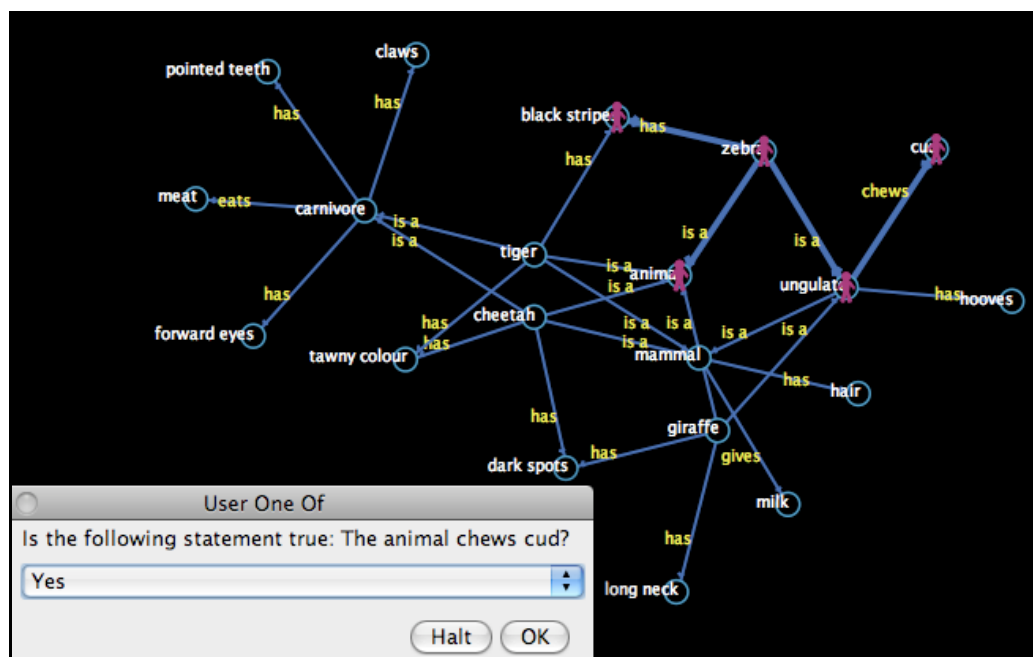 claws
pointed teeth
has
has
black stripes
has
zebra
cud
has
chews
meat
eats
carnivore
is a
is a
tiger
is a
is a
is a
animal
is a
ungulate
has
hooves
has
cheetah
forward eyes
has
has
tawny colour
is a
is a
is a
mammal
is a
is a
has
hair
has
giraffe
has
gives
dark spots
milk
has
long neck
User One Of
Is the following statement true: The animal chews cud?
Yes
Halt
OK